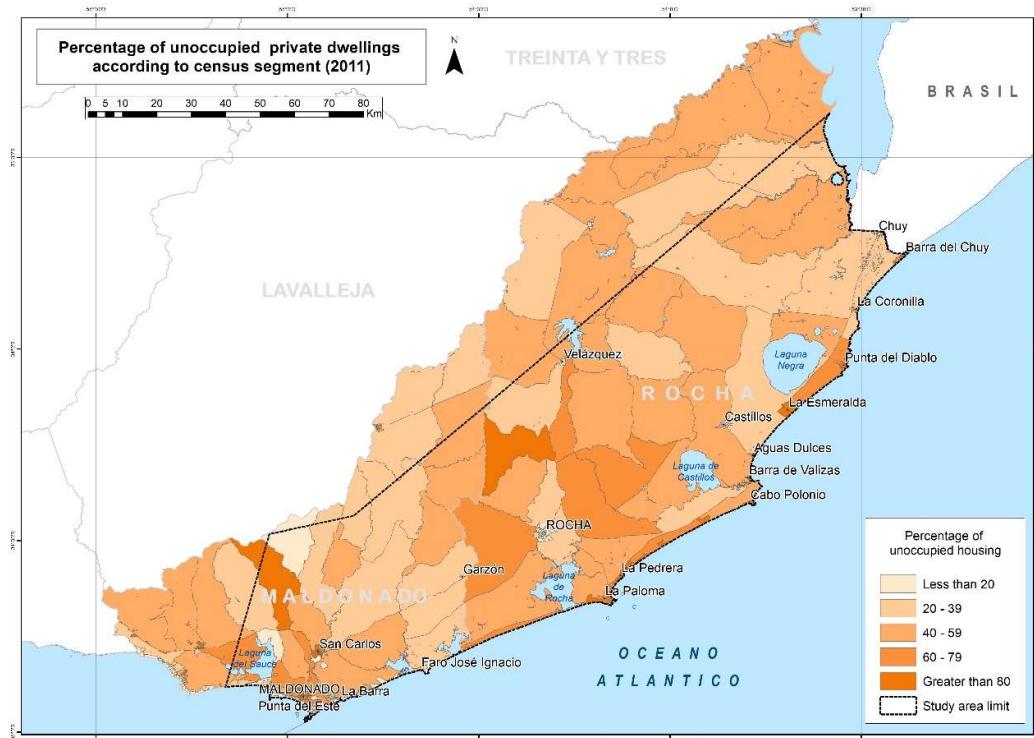 Percentage of unoccupied private dwellings
according to census segment (2011)
N
0 5 10 20 30 40 50 60 70 80
Km
TREINTA Y TRES
BRASIL
LAVALLEJA
Chuy
Barra del Chuy
La Coronilla
Velázquez
Laguna
Negra
Punta del Diablo
ROCHA
La Esmeralda
Castillos
Aguas Dulces
Laguna de
Castillos
Barra de Valizas
Cabo Polonio
ROCHA
Garzón
La Pedrera
Laguna
de
Rocha
La Paloma
MALDONADO
San Carlos
Laguna
del Sauce
Faro José Ignacio
MALDONADO
La Barra
Punta del Este
OCEANO
ATLANTICO
Percentage of
unoccupied housing
Less than 20
20 - 39
40 - 59
60 - 79
Greater than 80
Study area limit